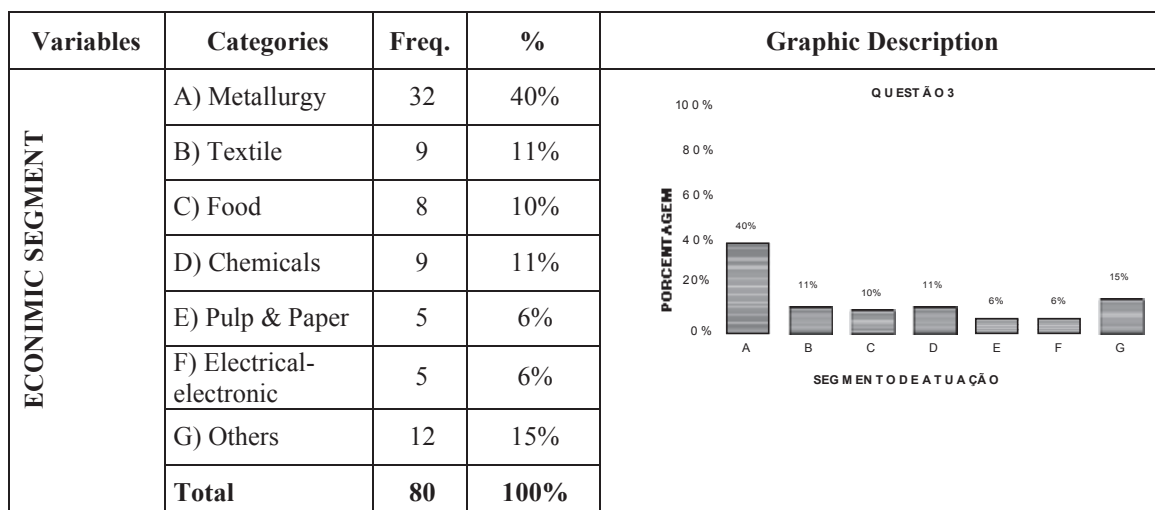 Variables Categories Freq. % Graphic Description
ECONIMIC SEGMENT
A) Metallurgy 32 40%
B) Textile 9 11%
C) Food 8 10%
D) Chemicals 9 11%
E) Pulp & Paper 5 6%
F) Electrical-
electronic 5 6%
G) Others 12 15%
Total 80 100%
QUESTÃO 3
PORCENTAGEM
100%
80%
60%
40%
20%
0%
40% 11% 10% 11% 6% 6% 15%
A B C D E F G
SEGMENTO DE ATUAÇÃO